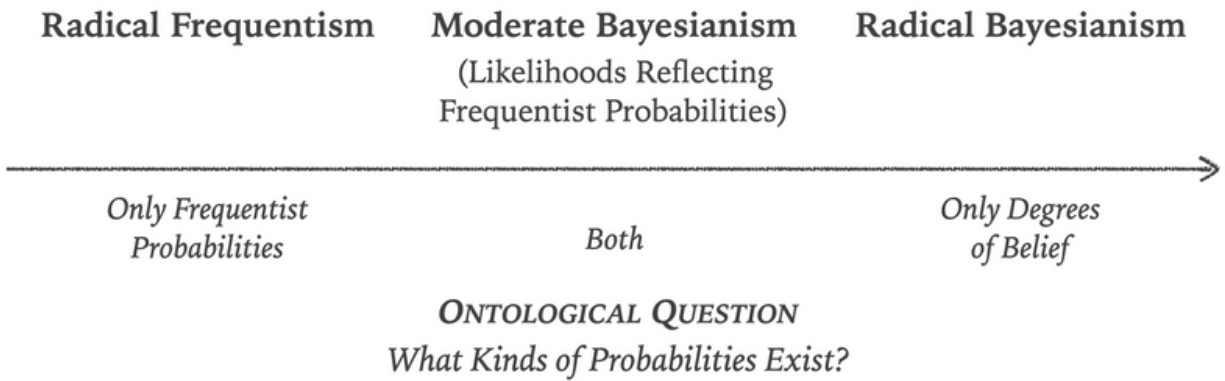 Radical Frequentism Moderate Bayesianism Radical Bayesianism
(Likelihoods Reflecting
Frequentist Probabilities)
Only Frequentist
Probabilities
Both
Only Degrees
of Belief
ONTOLOGICAL QUESTION
What Kinds of Probabilities Exist?